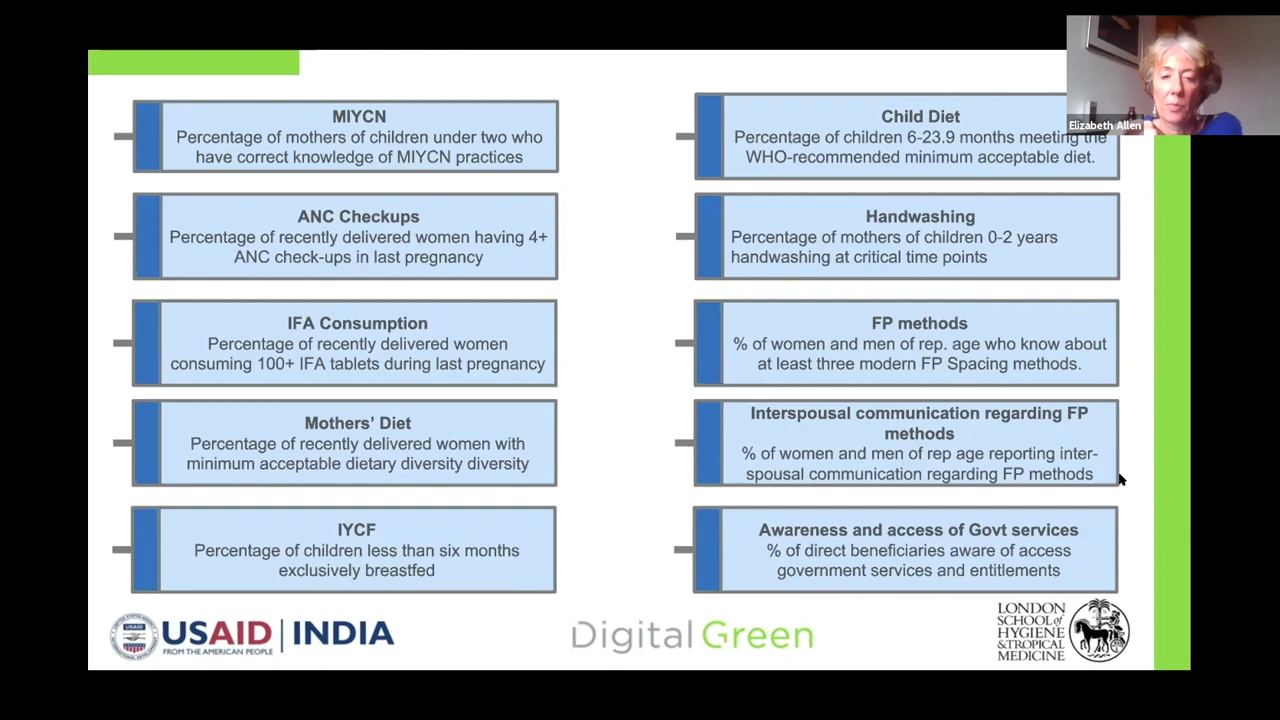 MIYCN
Percentage of mothers of children under two who
have correct knowledge of MIYCN practices
ANC Checkups
Percentage of recently delivered women having 4+
ANC check-ups in last pregnancy
IFA Consumption
Percentage of recently delivered women
consuming 100+ IFA tablets during last pregnancy
Mothers' Diet
Percentage of recently delivered women with
minimum acceptable dietary diversity diversity
IYCF
Percentage of children less than six months
exclusively breastfed
Child Diet
Percentage of children 6-23.9 months meeting the
WHO-recommended minimum acceptable diet.
Handwashing
Percentage of mothers of children 0-2 years
handwashing at critical time points
FP methods
% of women and men of rep. age who know about
at least three modern FP Spacing methods.
Interspousal communication regarding FP
methods
% of women and men of rep age reporting inter-
spousal communication regarding FP methods
Awareness and access of Govt services
% of direct beneficiaries aware of access
government services and entitlements
Elizabeth Allen
USAID
USAID | INDIA
FROM THE AMERICAN PEOPLE
Digital Green
LONDON
SCHOOL of
HYGIENE
& TROPICAL
MEDICINE